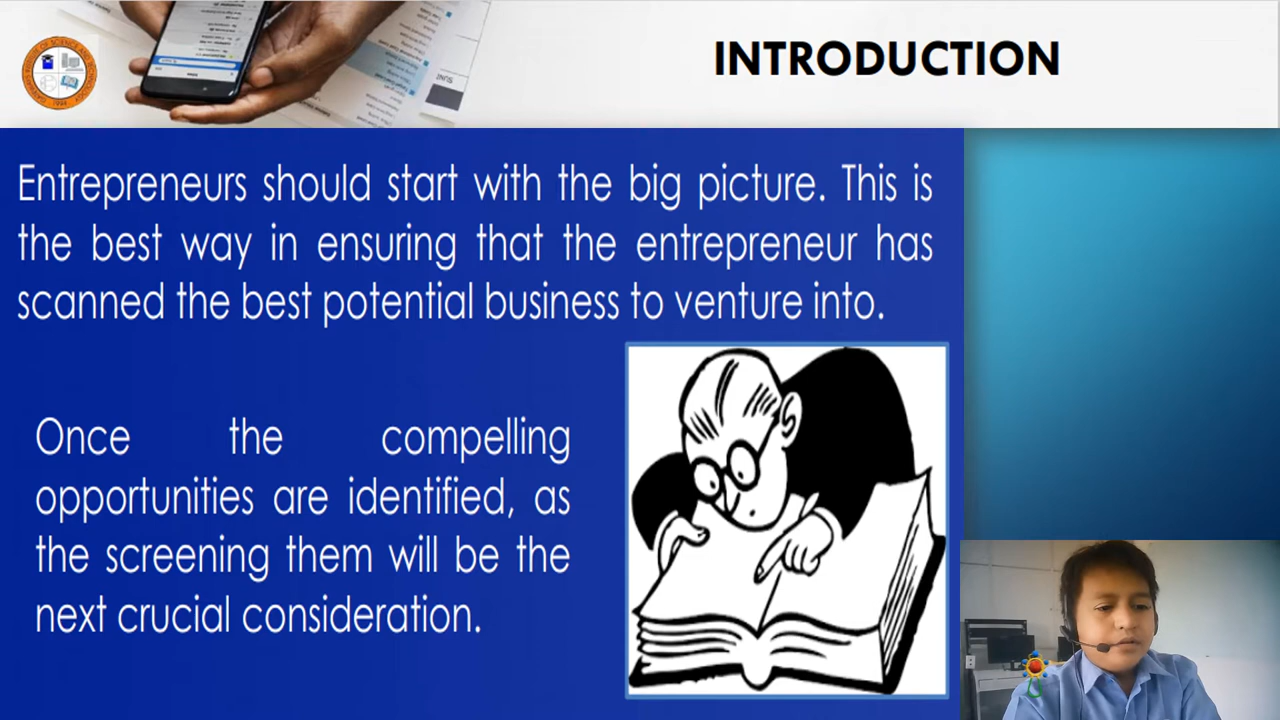 INTRODUCTION
Entrepreneurs should start with the big picture. This is
the best way in ensuring that the entrepreneur has
scanned the best potential business to venture into.
Once the compelling
opportunities are identified, as
the screening them will be the
next crucial consideration.